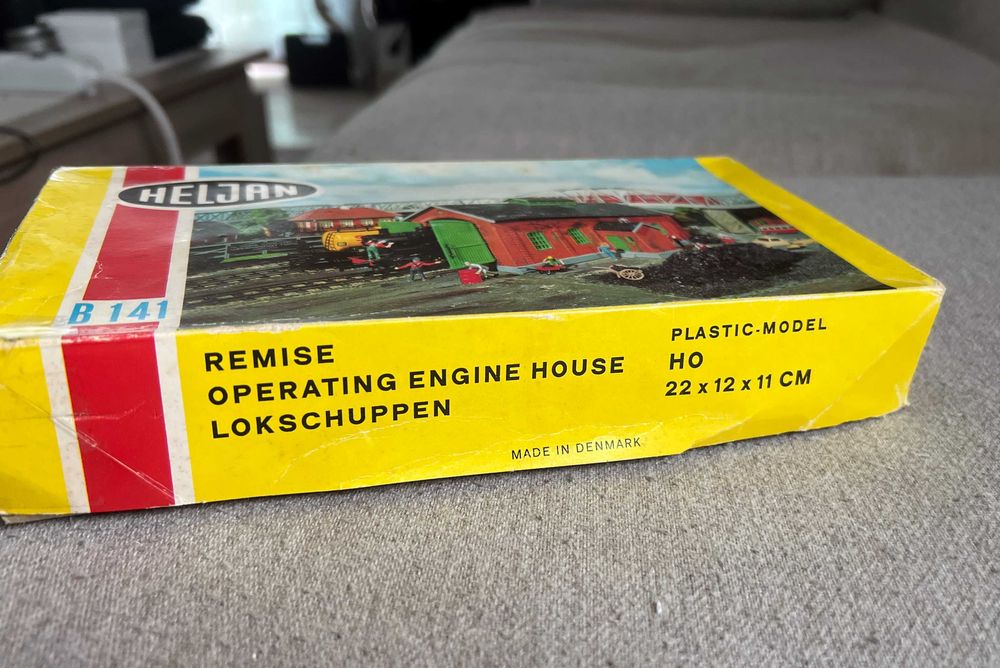 HELJAN
B 141
REMISE
OPERATING ENGINE HOUSE
LOKSCHUPPEN
PLASTIC-MODEL
HO
22 x 12 x 11 CM
MADE IN DENMARK